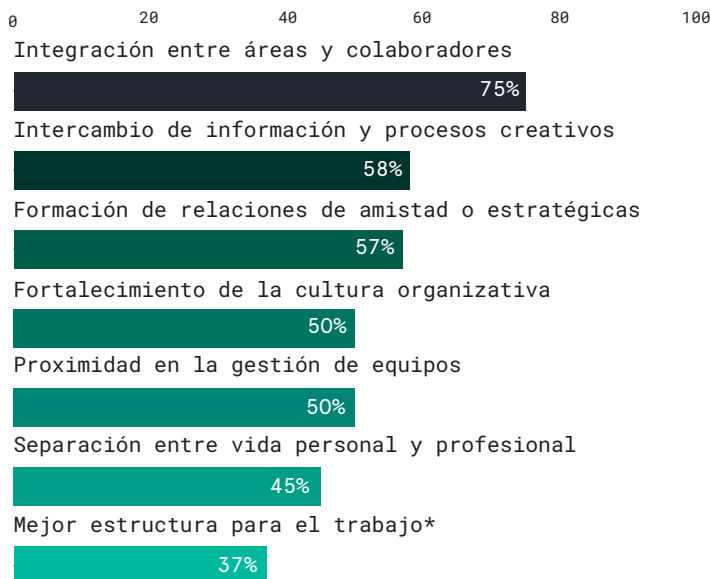 0 20 40 60 80 100
Integración entre áreas y colaboradores
75%
Intercambio de información y procesos creativos
58%
Formación de relaciones de amistad o estratégicas
57%
Fortalecimiento de la cultura organizativa
50%
Proximidad en la gestión de equipos
50%
Separación entre vida personal y profesional
45%
Mejor estructura para el trabajo*
37%